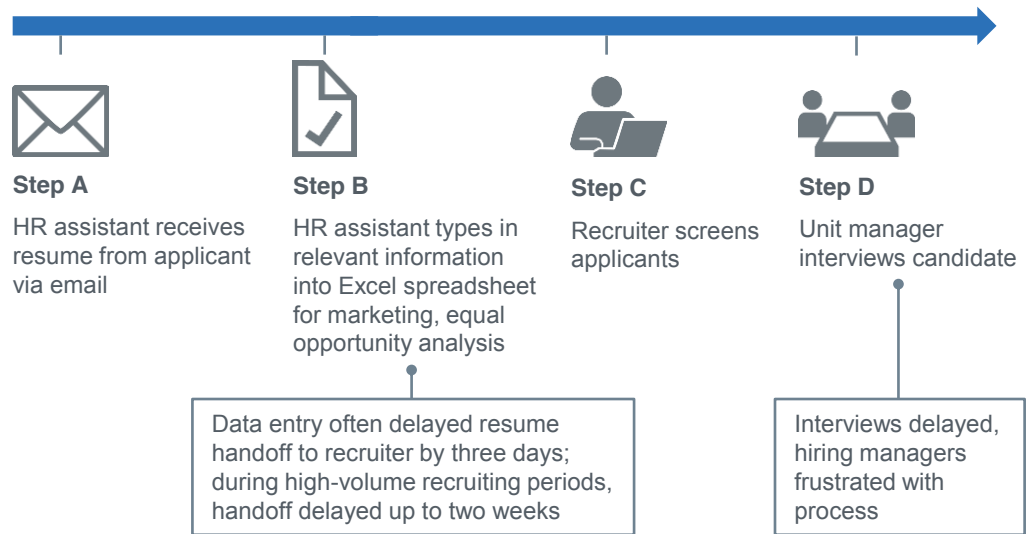 Step A
HR assistant receives
resume from applicant
via email
Step B
HR assistant types in
relevant information
into Excel spreadsheet
for marketing, equal
opportunity analysis
Step C
Recruiter screens
applicants
Step D
Unit manager
interviews candidate
Data entry often delayed resume
handoff to recruiter by three days;
during high-volume recruiting periods,
handoff delayed up to two weeks
Interviews delayed,
hiring managers
frustrated with
process